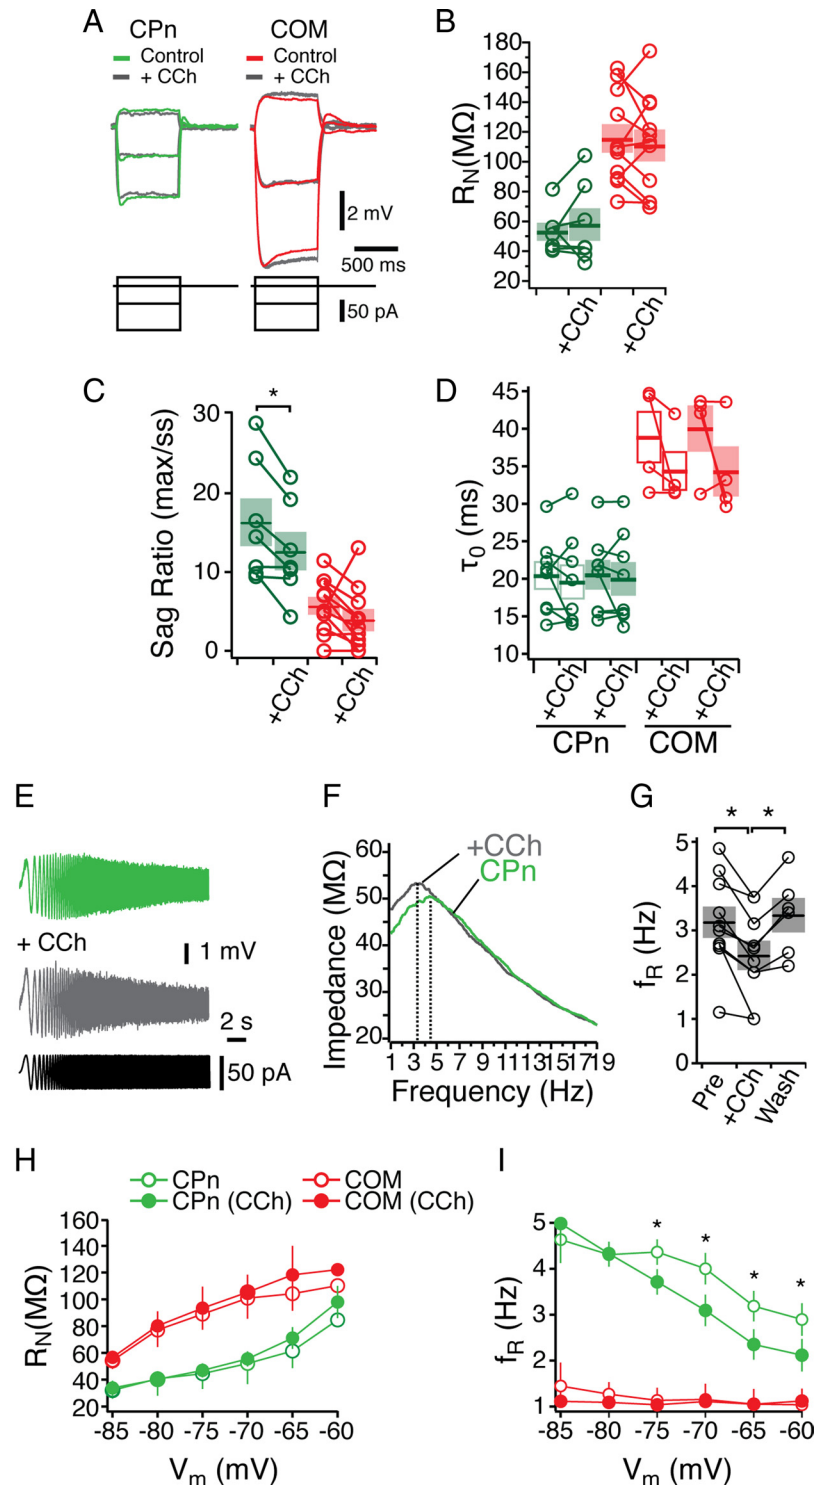 A
CPn
COM
Control
+ CCh
Control
+ CCh
2 mV
500 ms
50 pA
B
R_N(MΩ)
180
160
140
120
100
80
60
40
20
+CCh
+CCh
C
Sag Ratio (max/ss)
30
20
10
0
*
+CCh
+CCh
D
τ_0 (ms)
45
40
35
30
25
20
15
10
+CCh
+CCh
+CCh
+CCh
CPn
COM
E
+ CCh
1 mV
2 s
50 pA
F
Impedance (MΩ)
60
50
40
30
20
+CCh
CPn
1 3 5 7 9 11 13 15 17 19
Frequency (Hz)
G
f_R (Hz)
5
4
3
2
1
0
* *
Pre
+CCh
Wash
H
CPn
CPn (CCh)
COM
COM (CCh)
R_N(MΩ)
160
140
120
100
80
60
40
20
-85 -80 -75 -70 -65 -60
V_m (mV)
I
f_R (Hz)
5
4
3
2
1
* * * *
-85 -80 -75 -70 -65 -60
V_m (mV)